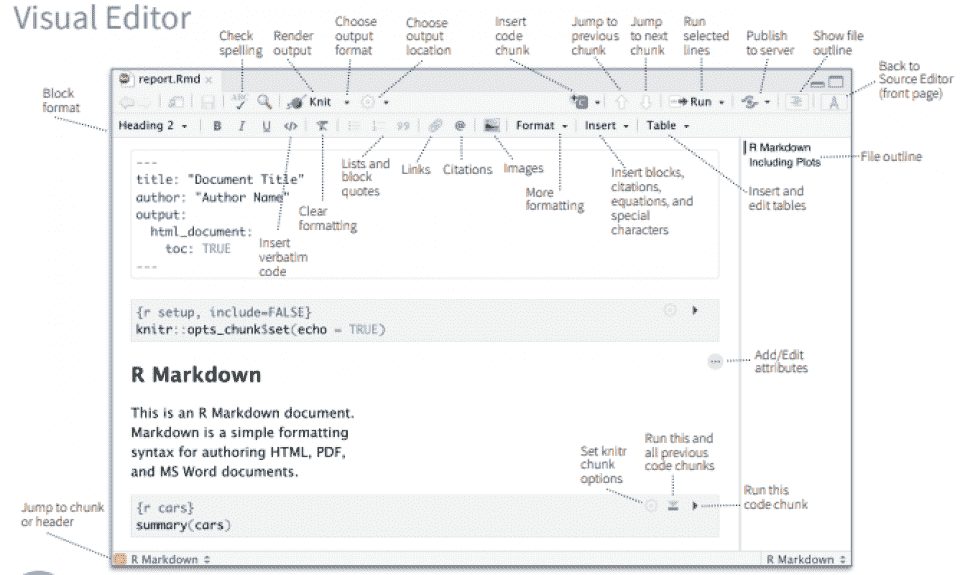 Visual Editor
Check
spelling
Render
output
Choose
output
format
Choose
output
location
Insert
code
chunk
Jump to
previous
chunk
Jump
to next
chunk
Run
selected
lines
Publish
to server
Show file
outline
Back to
Source Editor
(front page)
Block
format
report.Rmd ×
ABC
Knit
C
Run
A
Heading 2
B I U </> 99 @ Format Insert Table
R Markdown
Including Plots
File outline
---
title: "Document Title"
author: "Author Name"
output:
html_document:
toc: TRUE
---
Lists and
block
quotes
Links
Citations
Images
More
formatting
Insert blocks,
citations,
equations, and
special
characters
Insert and
edit tables
Clear
formatting
Insert
verbatim
code
{r setup, include=FALSE}
knitr::opts_chunk$set(echo = TRUE)
Add/Edit
attributes
R Markdown
This is an R Markdown document.
Markdown is a simple formatting
syntax for authoring HTML, PDF,
and MS Word documents.
Set knitr
chunk
options
Run this and
all previous
code chunks
Run this
code chunk
{r cars}
summary(cars)
Jump to chunk
or header
R Markdown
R Markdown